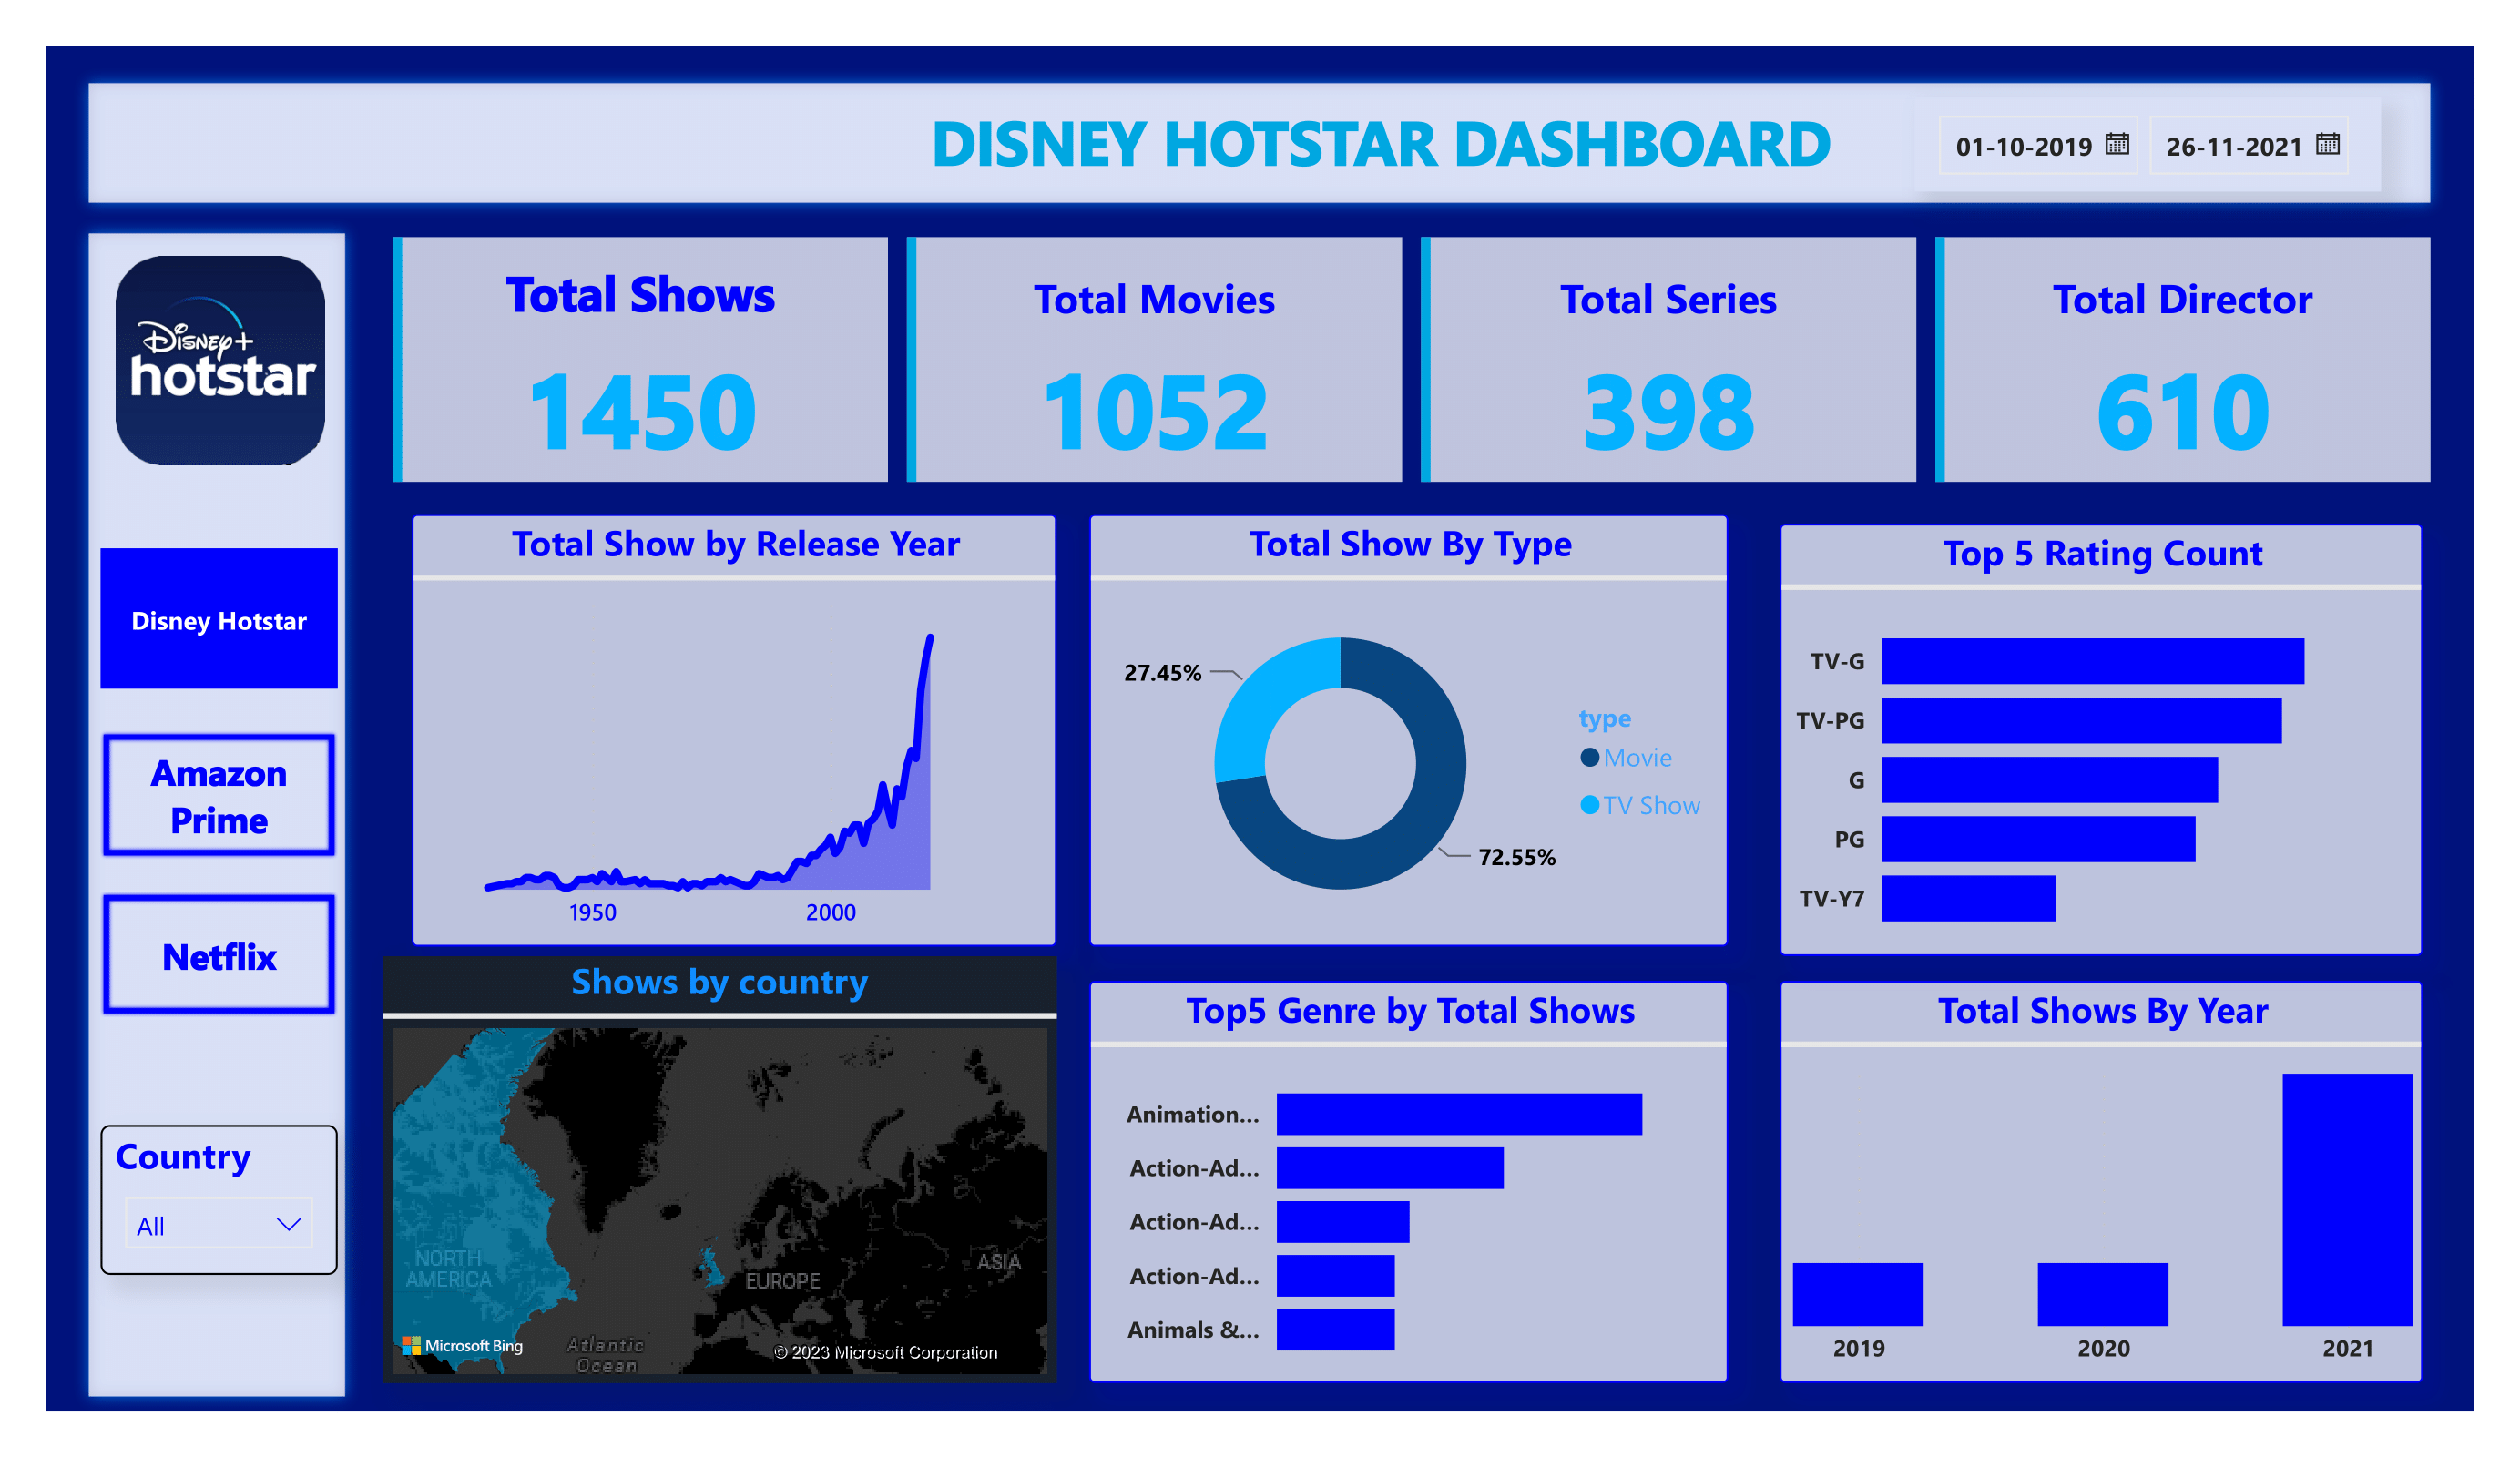 DISNEY HOTSTAR DASHBOARD
01-10-2019
26-11-2021
Disney+
hotstar
Disney Hotstar
Amazon
Prime
Netflix
Country
All
Total Shows
1450
Total Movies
1052
Total Series
398
Total Director
610
Total Show by Release Year
1950
2000
Total Show By Type
27.45%
72.55%
type
Movie
TV Show
Top 5 Rating Count
TV-G
TV-PG
G
PG
TV-Y7
Shows by country
NORTH
AMERICA
EUROPE
ASIA
Atlantic
Ocean
Microsoft Bing
© 2023 Microsoft Corporation
Top5 Genre by Total Shows
Animation...
Action-Ad...
Action-Ad...
Action-Ad...
Animals &...
Total Shows By Year
2019
2020
2021